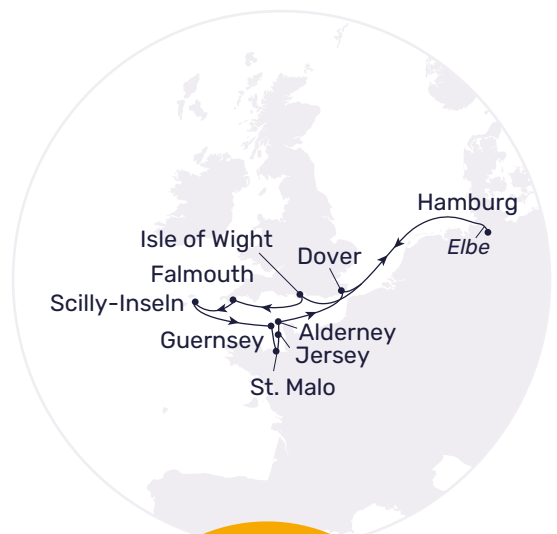 Hamburg
Elbe
Isle of Wight
Dover
Falmouth
Scilly-Inseln
Guernsey
Alderney
Jersey
St. Malo